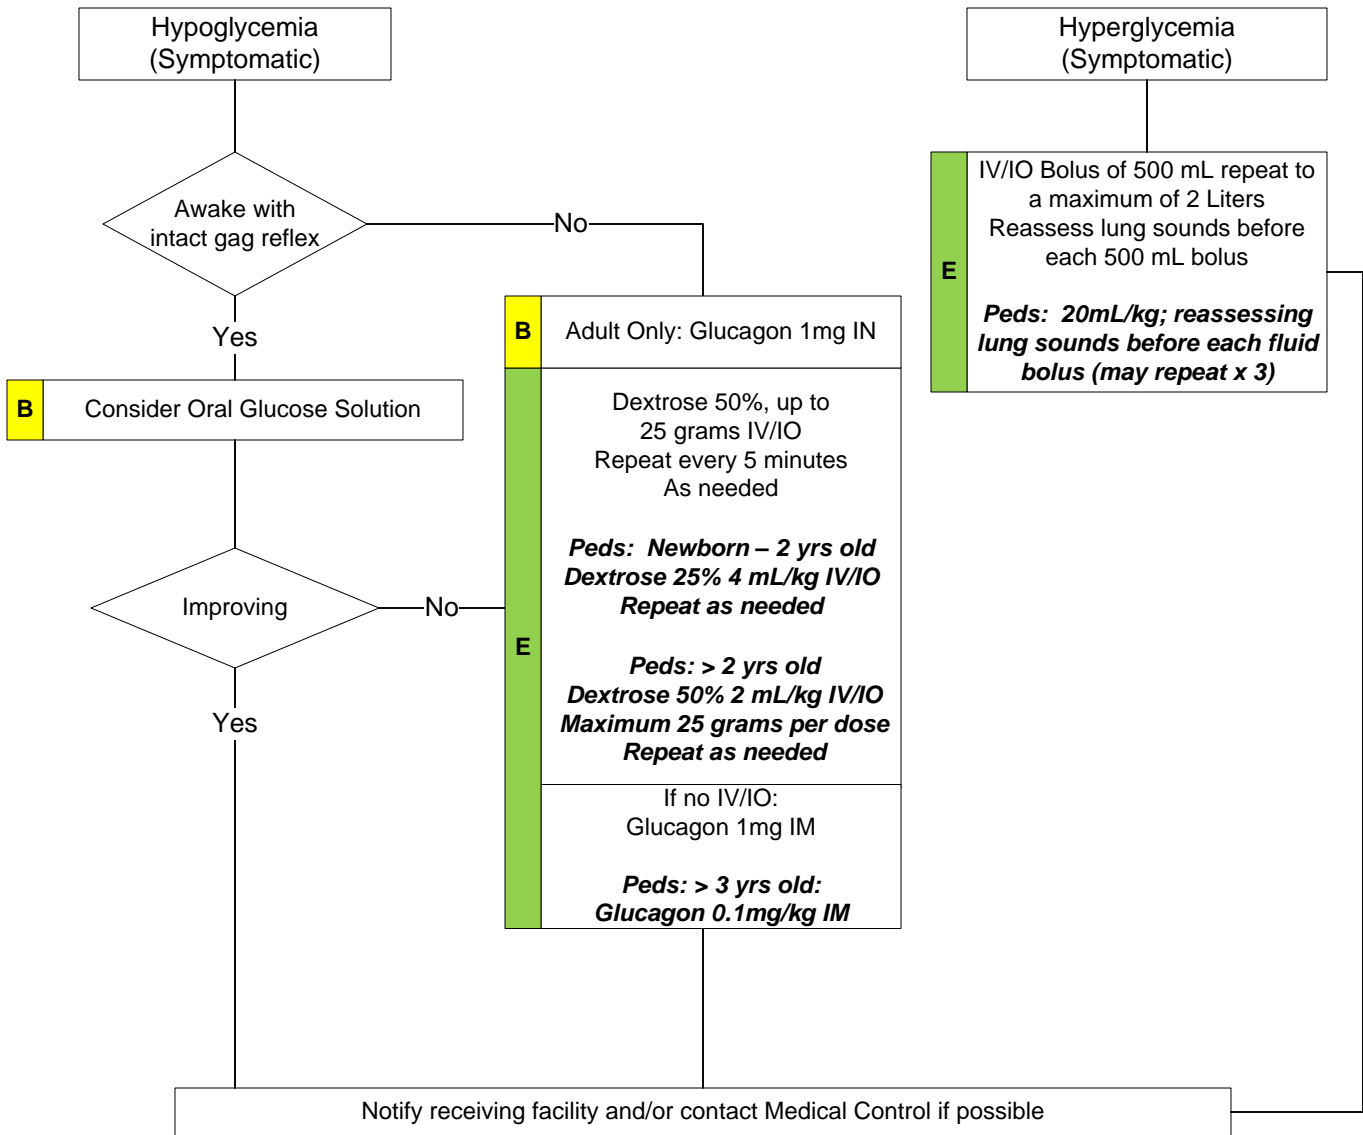 Hypoglycemia
(Symptomatic)
Hyperglycemia
(Symptomatic)
Awake with
intact gag reflex
No
Yes
B
Consider Oral Glucose Solution
Improving
No
Yes
B
Adult Only: Glucagon 1mg IN
E
Dextrose 50%, up to
25 grams IV/IO
Repeat every 5 minutes
As needed
Peds: Newborn – 2 yrs old
Dextrose 25% 4 mL/kg IV/IO
Repeat as needed
Peds: > 2 yrs old
Dextrose 50% 2 mL/kg IV/IO
Maximum 25 grams per dose
Repeat as needed
If no IV/IO:
Glucagon 1mg IM
Peds: > 3 yrs old:
Glucagon 0.1mg/kg IM
E
IV/IO Bolus of 500 mL repeat to
a maximum of 2 Liters
Reassess lung sounds before
each 500 mL bolus
Peds: 20mL/kg; reassessing
lung sounds before each fluid
bolus (may repeat x 3)
Notify receiving facility and/or contact Medical Control if possible